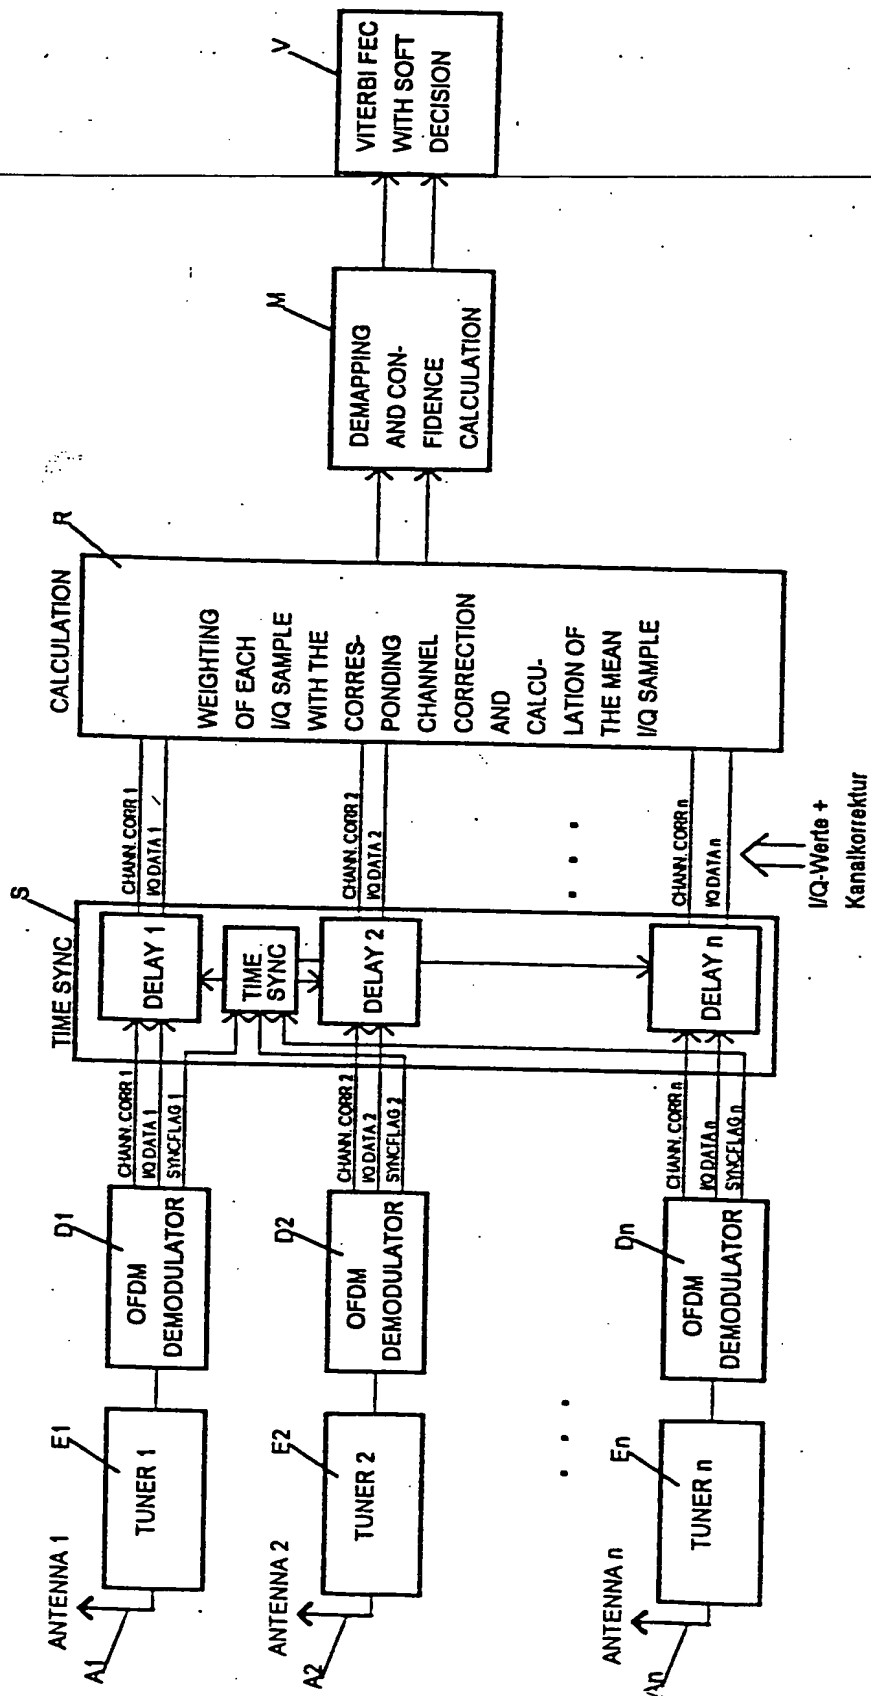 ANTENNA 1
A1
TUNER 1
E1
OFDM
DEMODULATOR
D1
CHANN. CORR 1
I/Q DATA 1
SYNCFLAG 1
ANTENNA 2
A2
TUNER 2
E2
OFDM
DEMODULATOR
D2
CHANN. CORR 2
I/Q DATA 2
SYNCFLAG 2
ANTENNA n
An
TUNER n
En
OFDM
DEMODULATOR
Dn
CHANN. CORR n
I/Q DATA n
SYNCFLAG n
TIME SYNC
S
DELAY 1
TIME
SYNC
DELAY 2
DELAY n
CHANN. CORR 1
I/Q DATA 1
CHANN. CORR 2
I/Q DATA 2
CHANN. CORR n
I/Q DATA n
I/Q-Werte +
Kanalkorrektur
CALCULATION
R
WEIGHTING
OF EACH
I/Q SAMPLE
WITH THE
CORRES-
PONDING
CHANNEL
CORRECTION
AND
CALCU-
LATION OF
THE MEAN
I/Q SAMPLE
M
DEMAPPING
AND CON-
FIDENCE
CALCULATION
V
VITERBI FEC
WITH SOFT
DECISION